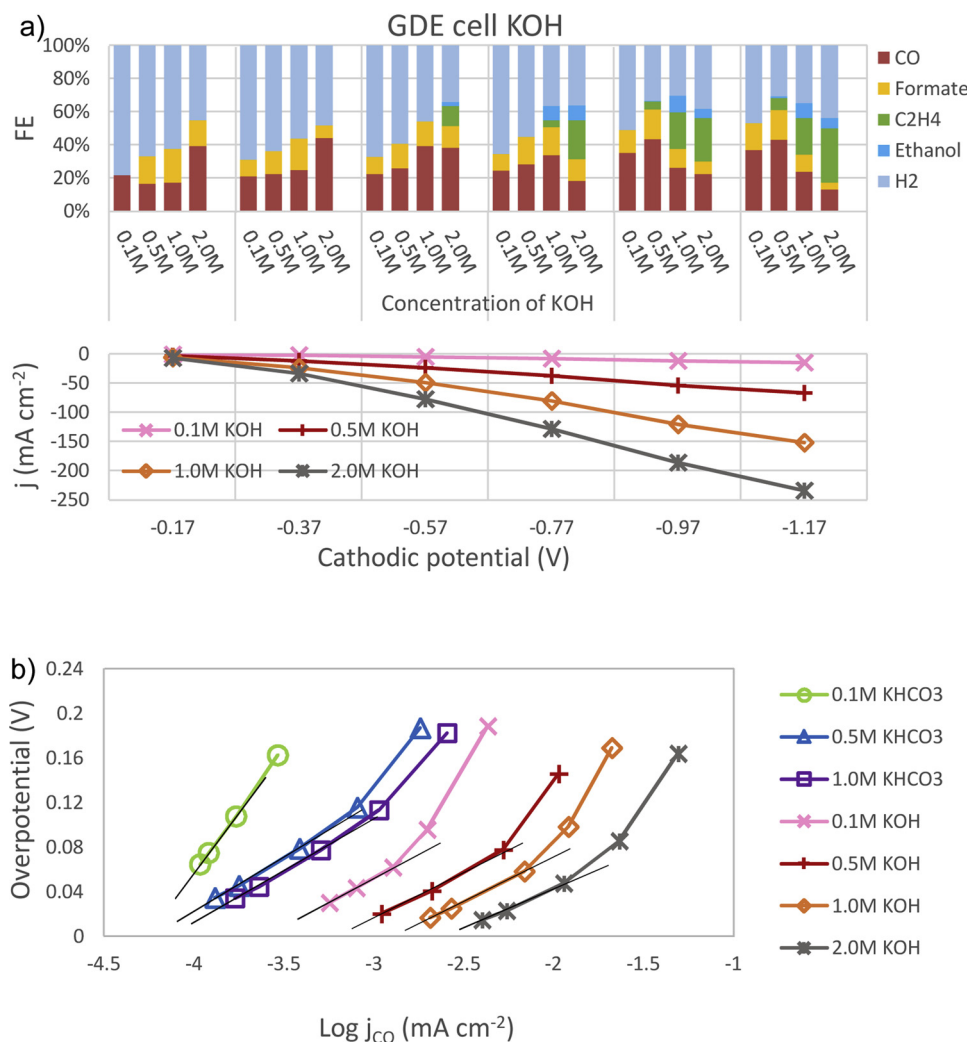 a)
GDE cell KOH
100%
80%
60%
40%
20%
0%
FE
CO
Formate
C2H4
Ethanol
H2
0.1M 0.5M 1.0M 2.0M 0.1M 0.5M 1.0M 2.0M 0.1M 0.5M 1.0M 2.0M 0.1M 0.5M 1.0M 2.0M 0.1M 0.5M 1.0M 2.0M 0.1M 0.5M 1.0M 2.0M
Concentration of KOH
0
-50
-100
-150
-200
-250
j (mA cm-2)
0.1M KOH 0.5M KOH
1.0M KOH 2.0M KOH
-0.17 -0.37 -0.57 -0.77 -0.97 -1.17
Cathodic potential (V)
b)
0.24
0.2
0.16
0.12
0.08
0.04
0
Overpotential (V)
-4.5 -4 -3.5 -3 -2.5 -2 -1.5 -1
Log jCO (mA cm-2)
0.1M KHCO3
0.5M KHCO3
1.0M KHCO3
0.1M KOH
0.5M KOH
1.0M KOH
2.0M KOH